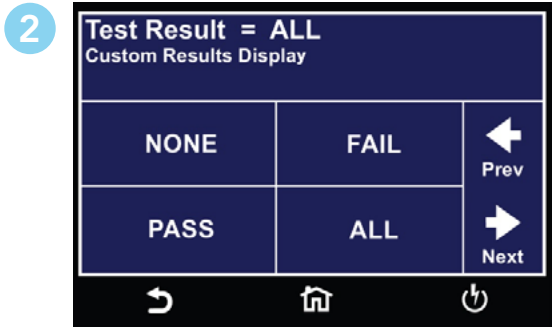 2
Test Result = ALL
Custom Results Display
NONE
FAIL
Prev
PASS
ALL
Next